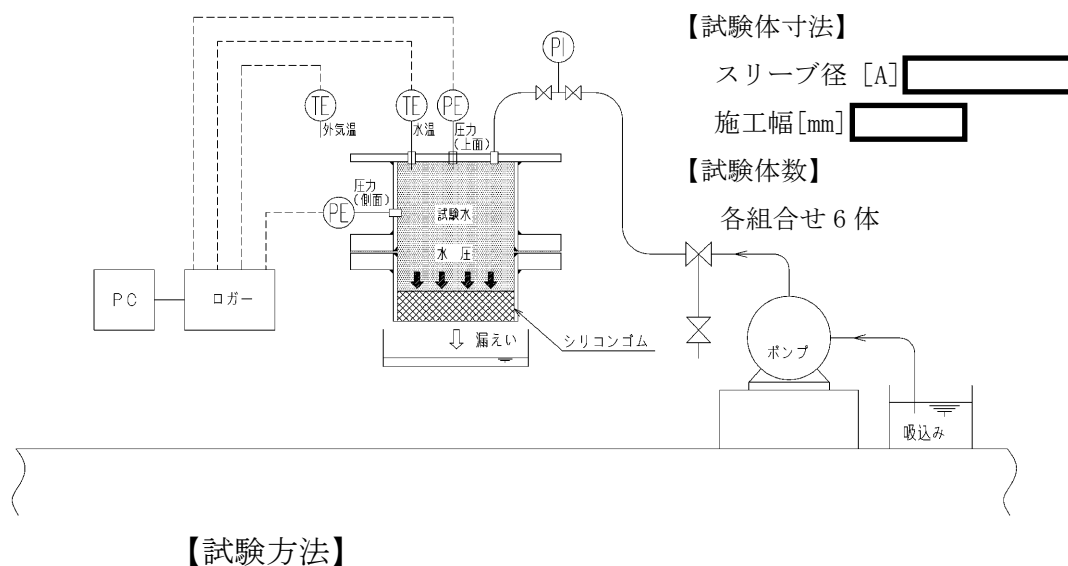 【試験体寸法】
スリーブ径 [A]
施工幅[mm]
【試験体数】
各組合せ 6 体
PI
TE
外気温
TE
水温
PE
圧力
(上面)
圧力
(側面)
PE
試験水
水 圧
PC
ロガー
漏えい
シリコンゴム
ポンプ
吸込み
【試験方法】